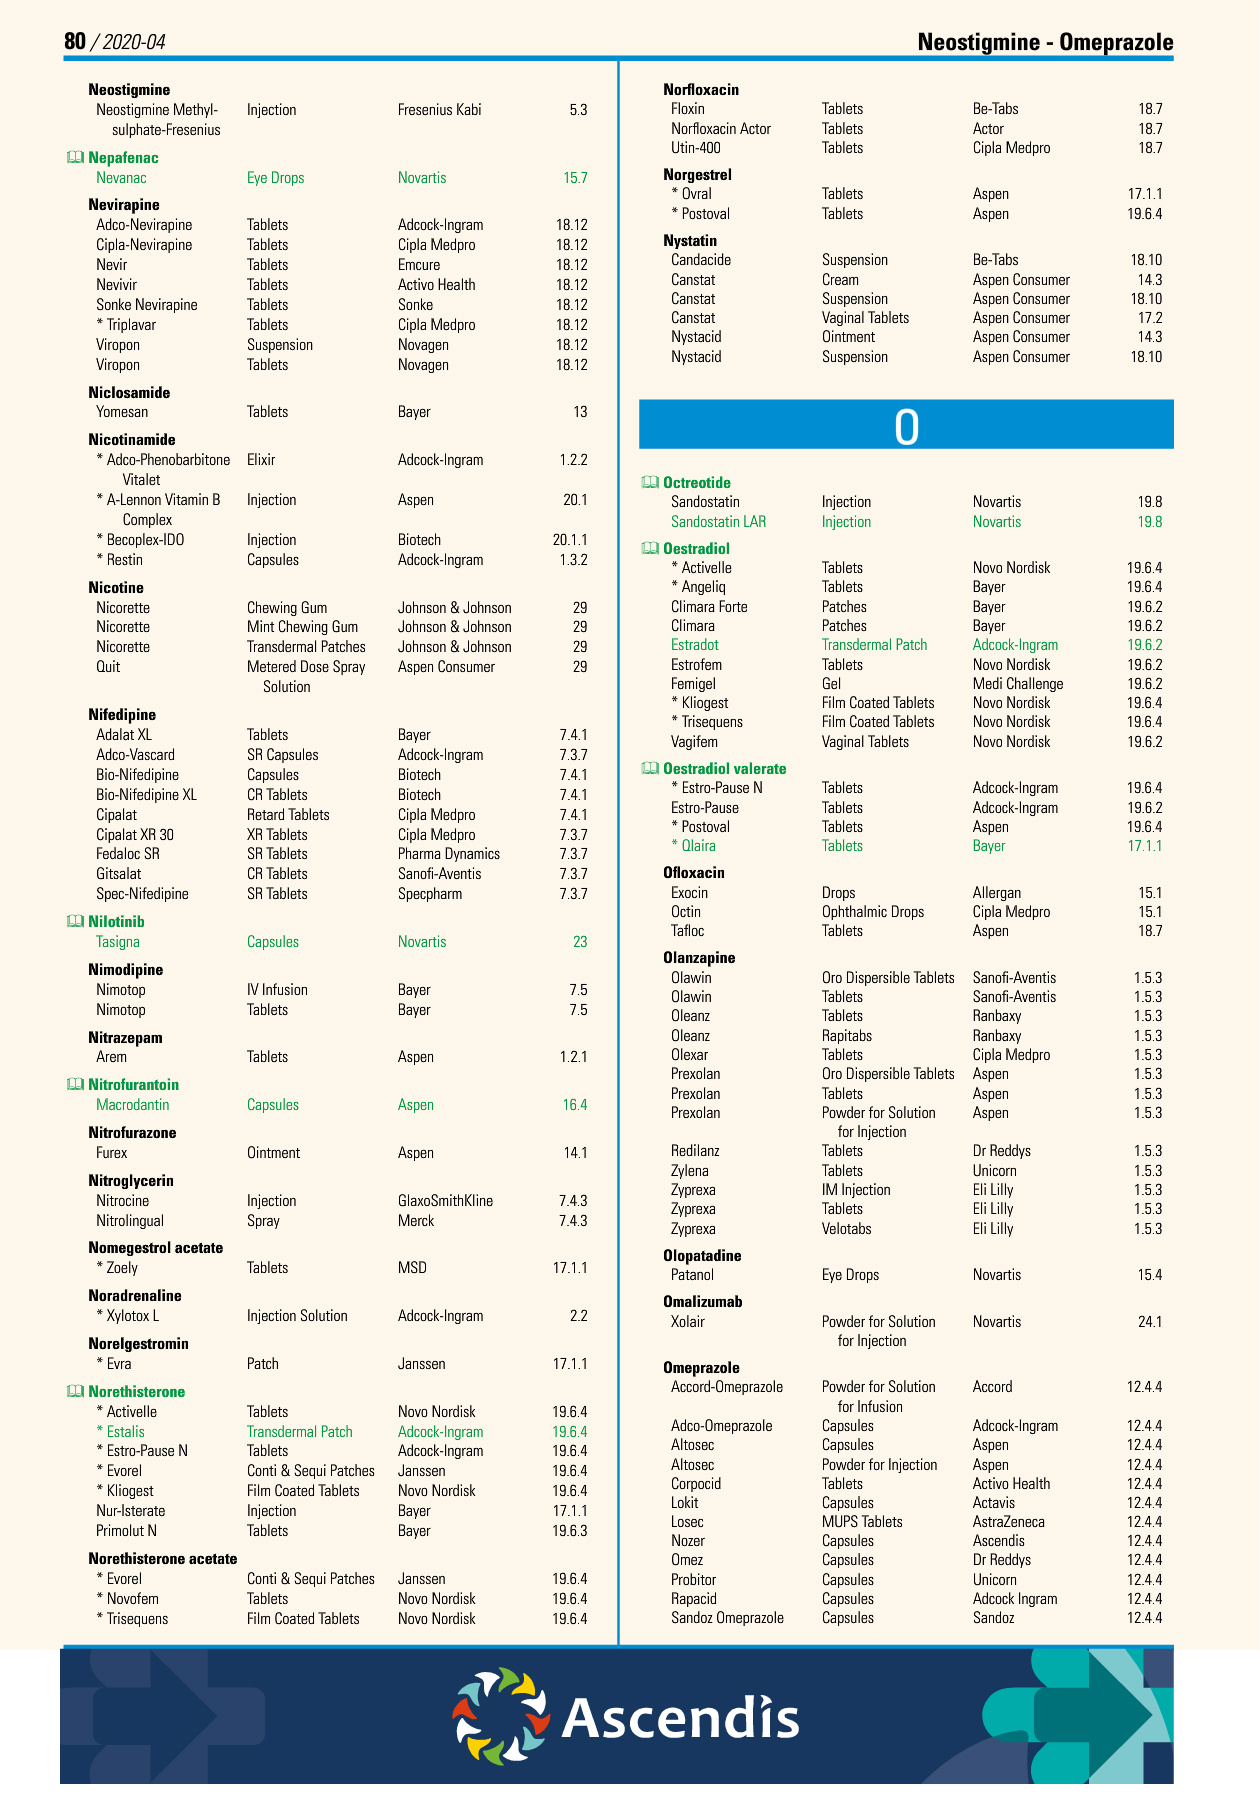 80 / 2020-04
Neostigmine - Omeprazole
Neostigmine
Neostigmine Methyl- Injection Fresenius Kabi 5.3
sulphate-Fresenius
Nepafenac
Nevanac Eye Drops Novartis 15.7
Nevirapine
Adco-Nevirapine Tablets Adcock-Ingram 18.12
Cipla-Nevirapine Tablets Cipla Medpro 18.12
Nevir Tablets Emcure 18.12
Nevivir Tablets Activo Health 18.12
Sonke Nevirapine Tablets Sonke 18.12
* Triplavar Tablets Cipla Medpro 18.12
Viropon Suspension Novagen 18.12
Viropon Tablets Novagen 18.12
Niclosamide
Yomesan Tablets Bayer 13
Nicotinamide
* Adco-Phenobarbitone Elixir Adcock-Ingram 1.2.2
Vitalet
* A-Lennon Vitamin B Injection Aspen 20.1
Complex
* Becoplex-IDO Injection Biotech 20.1.1
* Restin Capsules Adcock-Ingram 1.3.2
Nicotine
Nicorette Chewing Gum Johnson & Johnson 29
Nicorette Mint Chewing Gum Johnson & Johnson 29
Nicorette Transdermal Patches Johnson & Johnson 29
Quit Metered Dose Spray Aspen Consumer 29
Solution
Nifedipine
Adalat XL Tablets Bayer 7.4.1
Adco-Vascard SR Capsules Adcock-Ingram 7.3.7
Bio-Nifedipine Capsules Biotech 7.4.1
Bio-Nifedipine XL CR Tablets Biotech 7.4.1
Cipalat Retard Tablets Cipla Medpro 7.4.1
Cipalat XR 30 XR Tablets Cipla Medpro 7.3.7
Fedaloc SR SR Tablets Pharma Dynamics 7.3.7
Gitsalat CR Tablets Sanofi-Aventis 7.3.7
Spec-Nifedipine SR Tablets Specpharm 7.3.7
Nilotinib
Tasigna Capsules Novartis 23
Nimodipine
Nimotop IV Infusion Bayer 7.5
Nimotop Tablets Bayer 7.5
Nitrazepam
Arem Tablets Aspen 1.2.1
Nitrofurantoin
Macrodantin Capsules Aspen 16.4
Nitrofurazone
Furex Ointment Aspen 14.1
Nitroglycerin
Nitrocine Injection GlaxoSmithKline 7.4.3
Nitrolingual Spray Merck 7.4.3
Nomegestrol acetate
* Zoely Tablets MSD 17.1.1
Noradrenaline
* Xylotox L Injection Solution Adcock-Ingram 2.2
Norelgestromin
* Evra Patch Janssen 17.1.1
Norethisterone
* Activelle Tablets Novo Nordisk 19.6.4
* Estalis Transdermal Patch Adcock-Ingram 19.6.4
* Estro-Pause N Tablets Adcock-Ingram 19.6.4
* Evorel Conti & Sequi Patches Janssen 19.6.4
* Kliogest Film Coated Tablets Novo Nordisk 19.6.4
Nur-Isterate Injection Bayer 17.1.1
Primolut N Tablets Bayer 19.6.3
Norethisterone acetate
* Evorel Conti & Sequi Patches Janssen 19.6.4
* Novofem Tablets Novo Nordisk 19.6.4
* Trisequens Film Coated Tablets Novo Nordisk 19.6.4
Norfloxacin
Floxin Tablets Be-Tabs 18.7
Norfloxacin Actor Tablets Actor 18.7
Utin-400 Tablets Cipla Medpro 18.7
Norgestrel
* Ovral Tablets Aspen 17.1.1
* Postoval Tablets Aspen 19.6.4
Nystatin
Candacide Suspension Be-Tabs 18.10
Canstat Cream Aspen Consumer 14.3
Canstat Suspension Aspen Consumer 18.10
Canstat Vaginal Tablets Aspen Consumer 17.2
Nystacid Ointment Aspen Consumer 14.3
Nystacid Suspension Aspen Consumer 18.10
O
Octreotide
Sandostatin Injection Novartis 19.8
Sandostatin LAR Injection Novartis 19.8
Oestradiol
* Activelle Tablets Novo Nordisk 19.6.4
* Angeliq Tablets Bayer 19.6.4
Climara Forte Patches Bayer 19.6.2
Climara Patches Bayer 19.6.2
Estradot Transdermal Patch Adcock-Ingram 19.6.2
Estrofem Tablets Novo Nordisk 19.6.2
Femigel Gel Medi Challenge 19.6.2
* Kliogest Film Coated Tablets Novo Nordisk 19.6.4
* Trisequens Film Coated Tablets Novo Nordisk 19.6.4
Vagifem Vaginal Tablets Novo Nordisk 19.6.2
Oestradiol valerate
* Estro-Pause N Tablets Adcock-Ingram 19.6.4
Estro-Pause Tablets Adcock-Ingram 19.6.2
* Postoval Tablets Aspen 19.6.4
* Qlaira Tablets Bayer 17.1.1
Ofloxacin
Exocin Drops Allergan 15.1
Octin Ophthalmic Drops Cipla Medpro 15.1
Tafloc Tablets Aspen 18.7
Olanzapine
Olawin Oro Dispersible Tablets Sanofi-Aventis 1.5.3
Olawin Tablets Sanofi-Aventis 1.5.3
Oleanz Tablets Ranbaxy 1.5.3
Oleanz Rapitabs Ranbaxy 1.5.3
Olexar Tablets Cipla Medpro 1.5.3
Prexolan Oro Dispersible Tablets Aspen 1.5.3
Prexolan Tablets Aspen 1.5.3
Prexolan Powder for Solution Aspen 1.5.3
for Injection
Redilanz Tablets Dr Reddys 1.5.3
Zylena Tablets Unicorn 1.5.3
Zyprexa IM Injection Eli Lilly 1.5.3
Zyprexa Tablets Eli Lilly 1.5.3
Zyprexa Velotabs Eli Lilly 1.5.3
Olopatadine
Patanol Eye Drops Novartis 15.4
Omalizumab
Xolair Powder for Solution Novartis 24.1
for Injection
Omeprazole
Accord-Omeprazole Powder for Solution Accord 12.4.4
for Infusion
Adco-Omeprazole Capsules Adcock-Ingram 12.4.4
Altosec Capsules Aspen 12.4.4
Altosec Powder for Injection Aspen 12.4.4
Corpocid Tablets Activo Health 12.4.4
Lokit Capsules Actavis 12.4.4
Losec MUPS Tablets AstraZeneca 12.4.4
Nozer Capsules Ascendis 12.4.4
Omez Capsules Dr Reddys 12.4.4
Probitor Capsules Unicorn 12.4.4
Rapacid Capsules Adcock Ingram 12.4.4
Sandoz Omeprazole Capsules Sandoz 12.4.4
Ascendis